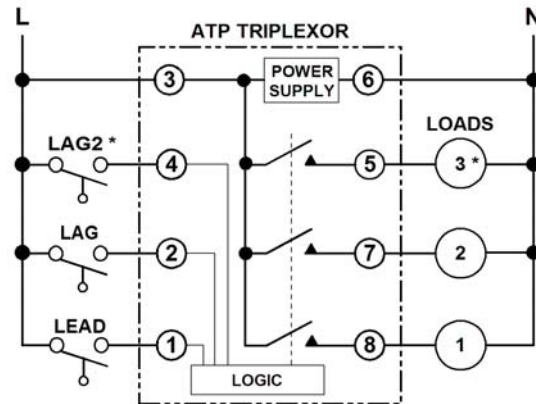 L N
ATP TRIPLEXOR
3 POWER SUPPLY 6
LOADS
LAG2 * 4 5 3 *
LAG 2 7 2
LEAD 1 8 1
LOGIC